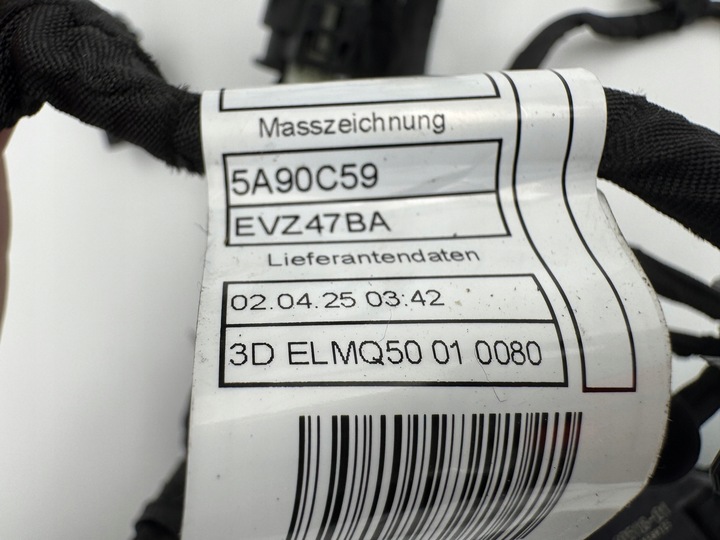 Masszeichnung
5A90C59
EVZ47BA
Lieferantendaten
02.04.25 03:42
3D ELMQ50 01 0080